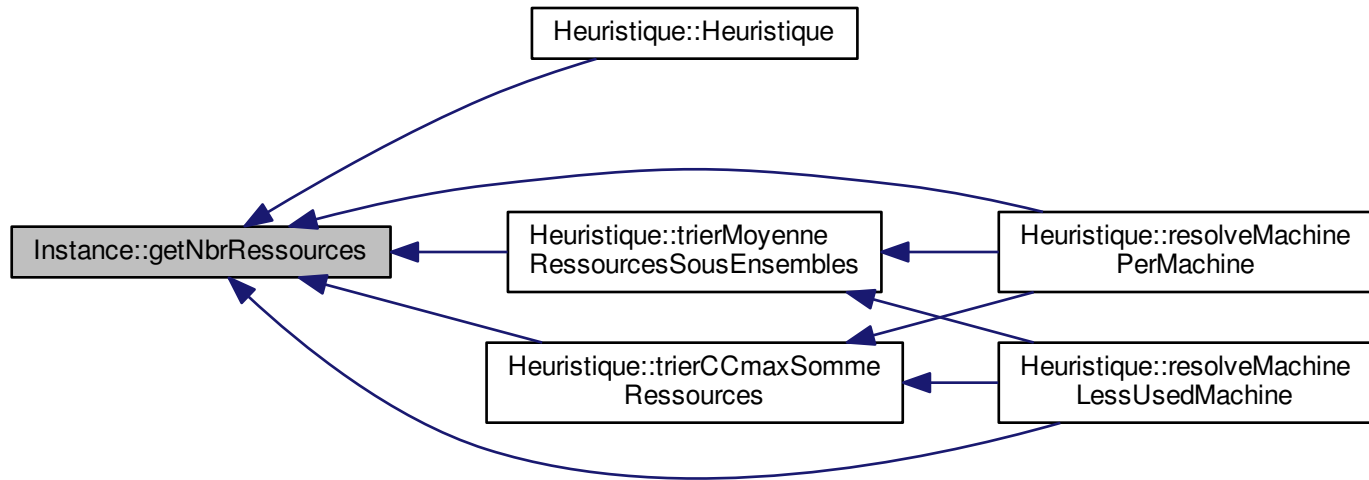 Heuristique::Heuristique
Instance::getNbrRessources
Heuristique::trierMoyenne
RessourcesSousEnsembles
Heuristique::resolveMachine
PerMachine
Heuristique::trierCCmaxSomme
Ressources
Heuristique::resolveMachine
LessUsedMachine